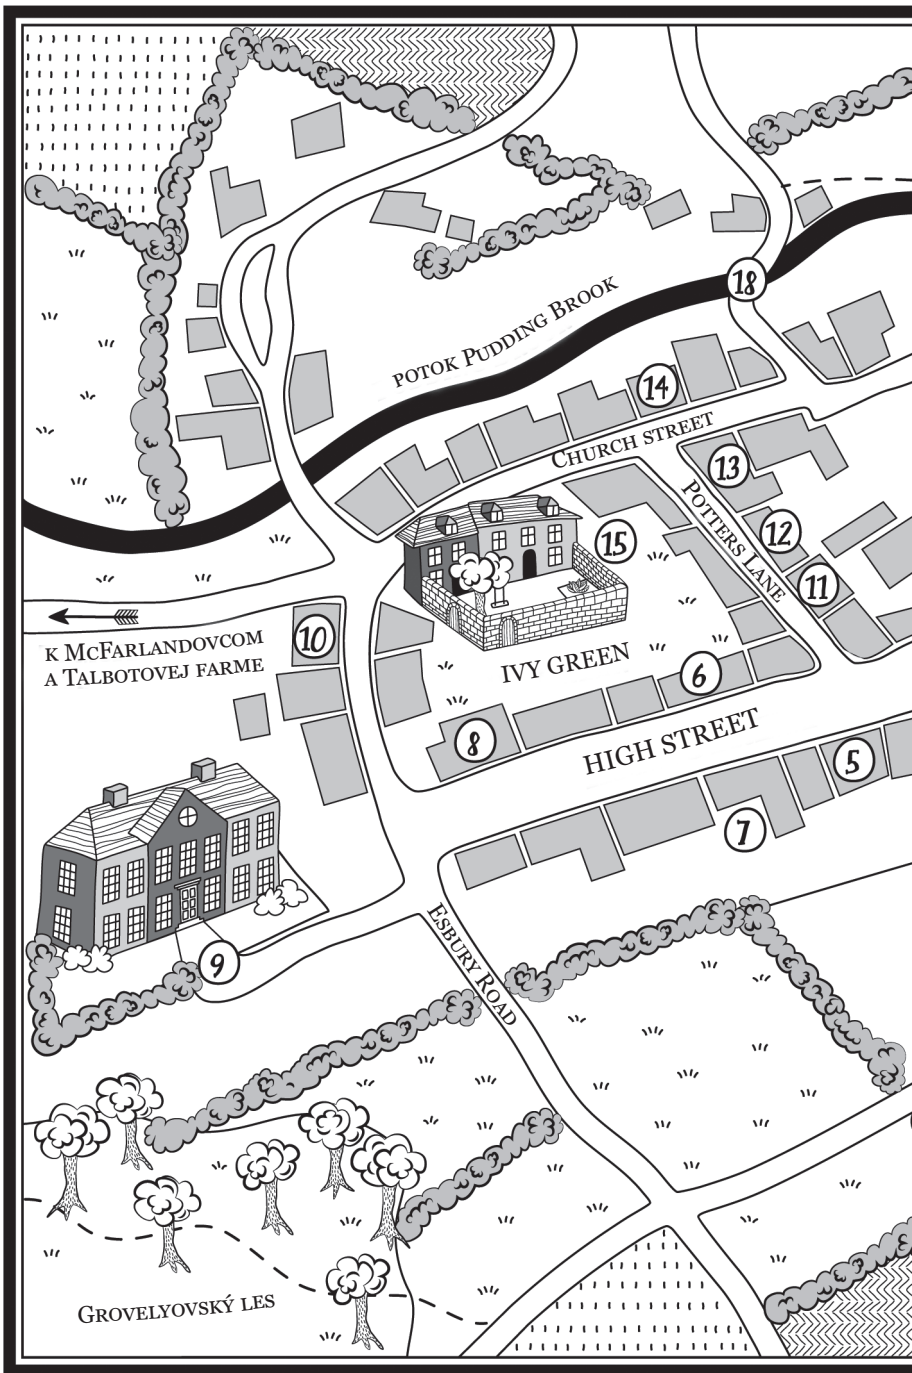 POTOK PUDDING BROOK
18
14
CHURCH STREET
13
POTTERS LANE
12
15
11
10
K MCFARLANDOVCOM
A TALBOTOVEJ FARME
IVY GREEN
6
8
HIGH STREET
5
7
9
ESBURY ROAD
GROVELYOVSKÝ LES